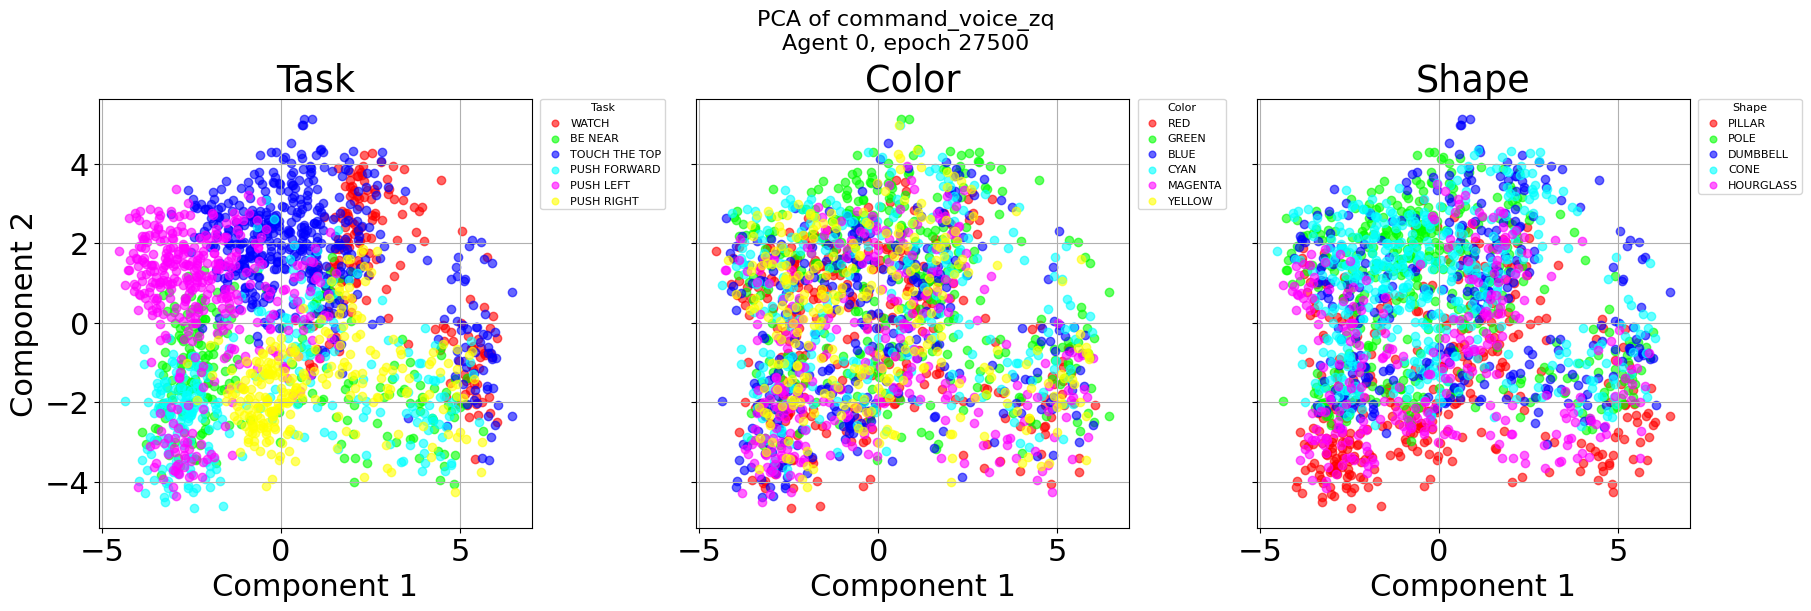 PCA of command_voice_zq
Agent 0, epoch 27500
Task
Color
Shape
Task
WATCH
BE NEAR
TOUCH THE TOP
PUSH FORWARD
PUSH LEFT
PUSH RIGHT
Color
RED
GREEN
BLUE
CYAN
MAGENTA
YELLOW
Shape
PILLAR
POLE
DUMBBELL
CONE
HOURGLASS
Component 2
4
2
0
−2
−4
−5 0 5
−5 0 5
−5 0 5
Component 1
Component 1
Component 1